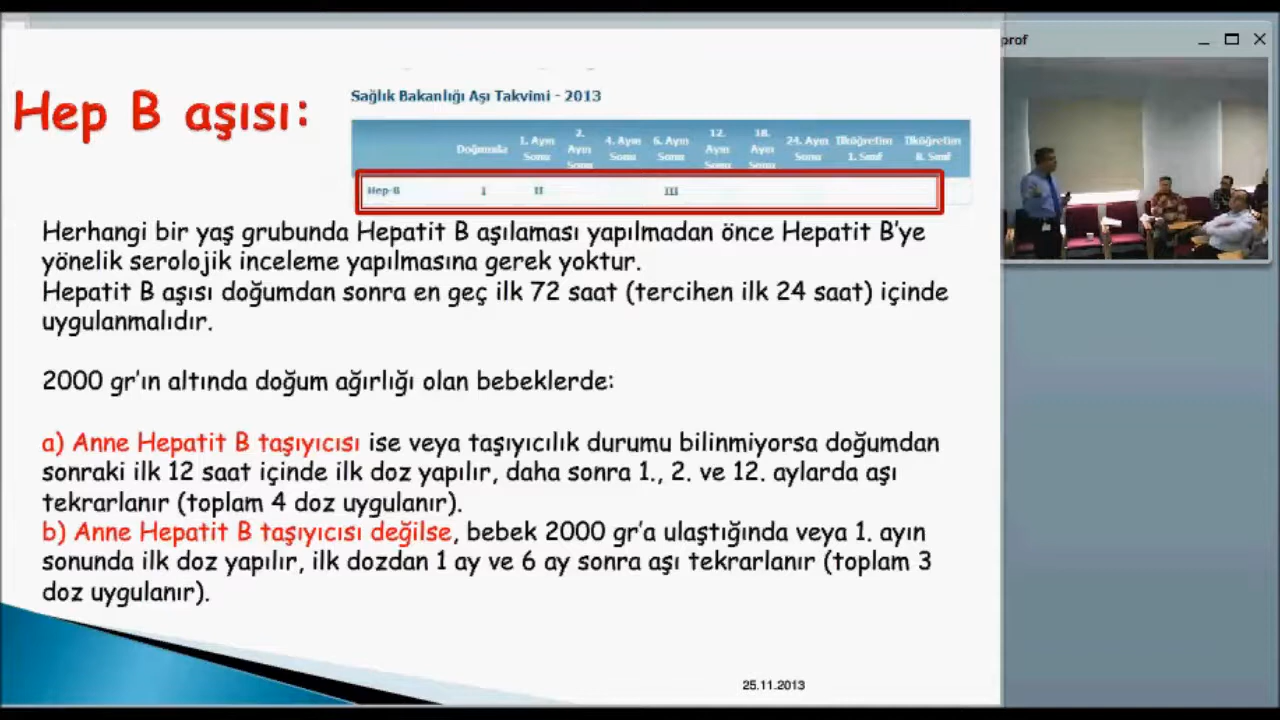 prof
Hep B aşısı:
Sağlık Bakanlığı Aşı Takvimi - 2013
Doğumda 1. Ayın Sonu 2. Ayın Sonu 4. Ayın Sonu 6. Ayın Sonu 12. Ayın Sonu 18. Ayın Sonu 24. Ayın Sonu İlköğretim 1. Sınıf İlköğretim 8. Sınıf
Hep-B I II III
Herhangi bir yaş grubunda Hepatit B aşılaması yapılmadan önce Hepatit B’ye
yönelik serolojik inceleme yapılmasına gerek yoktur.
Hepatit B aşısı doğumdan sonra en geç ilk 72 saat (tercihen ilk 24 saat) içinde
uygulanmalıdır.
2000 gr’ın altında doğum ağırlığı olan bebeklerde:
a) Anne Hepatit B taşıyıcısı ise veya taşıyıcılık durumu bilinmiyorsa doğumdan
sonraki ilk 12 saat içinde ilk doz yapılır, daha sonra 1., 2. ve 12. aylarda aşı
tekrarlanır (toplam 4 doz uygulanır).
b) Anne Hepatit B taşıyıcısı değilse, bebek 2000 gr’a ulaştığında veya 1. ayın
sonunda ilk doz yapılır, ilk dozdan 1 ay ve 6 ay sonra aşı tekrarlanır (toplam 3
doz uygulanır).
25.11.2013